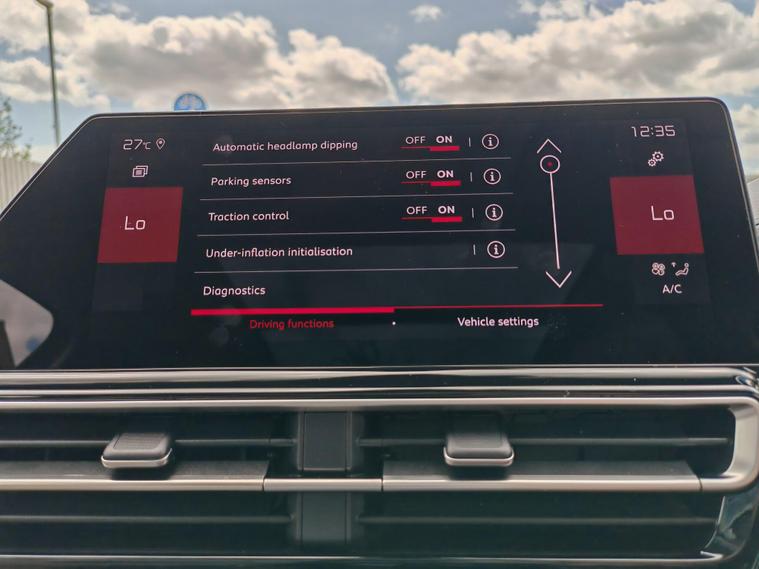 27°C
12:35
Automatic headlamp dipping OFF ON
Parking sensors OFF ON
Lo
Traction control OFF ON
Lo
Under-inflation initialisation
Diagnostics
A/C
Driving functions
Vehicle settings